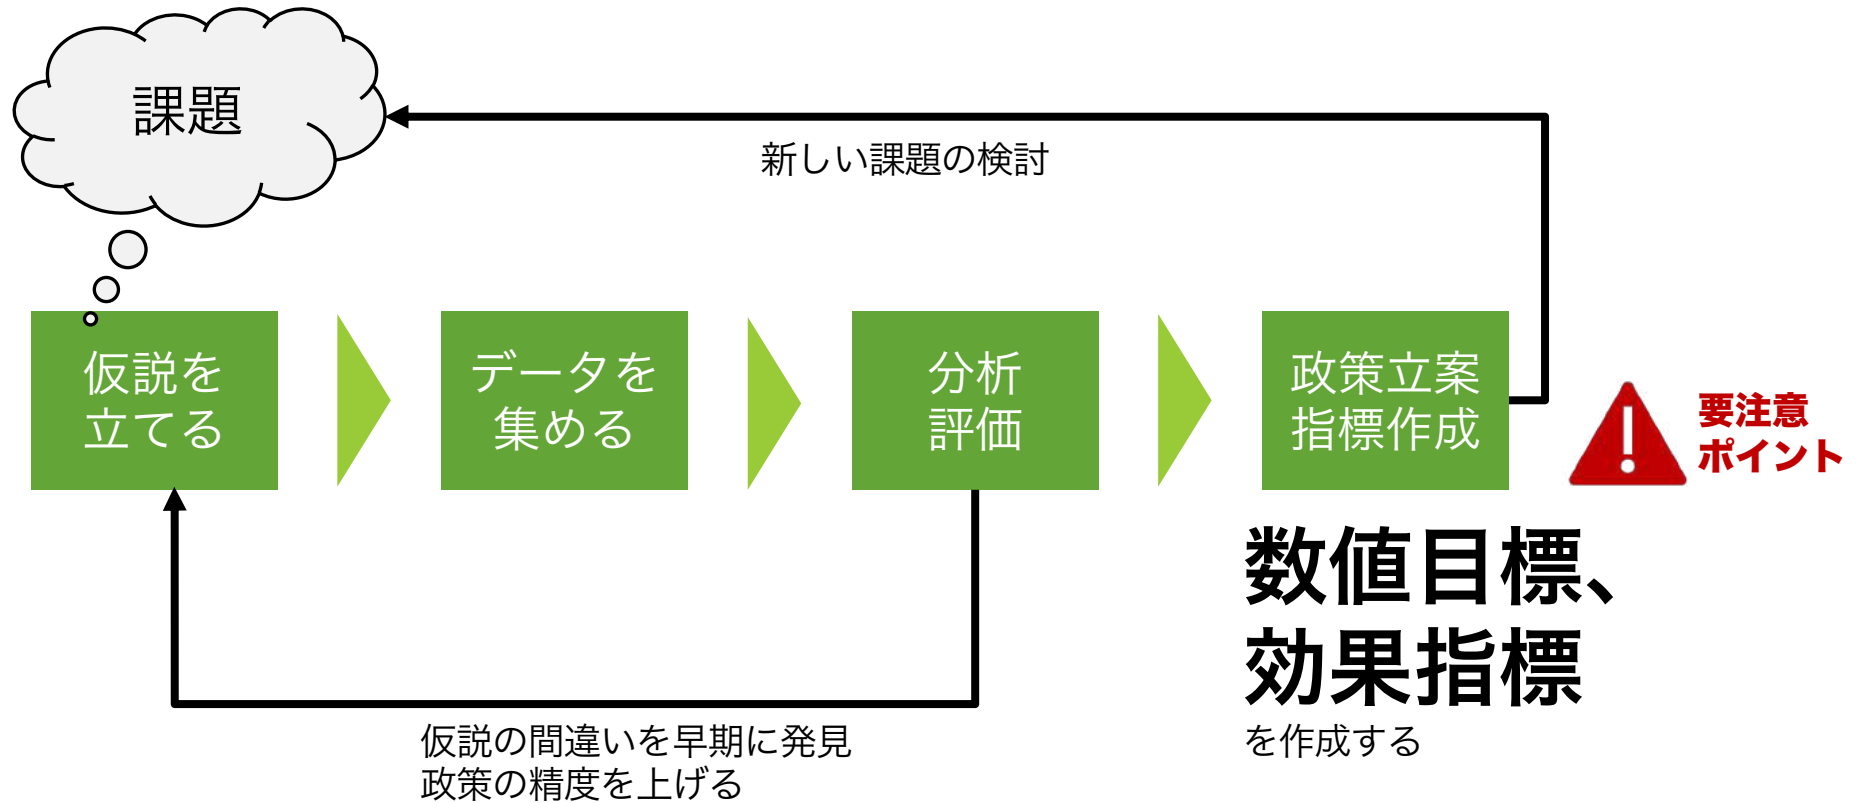 課題
新しい課題の検討
仮説を
立てる
データを
集める
分析
評価
政策立案
指標作成
要注意
ポイント
数値目標、
効果指標
を作成する
仮説の間違いを早期に発見
政策の精度を上げる